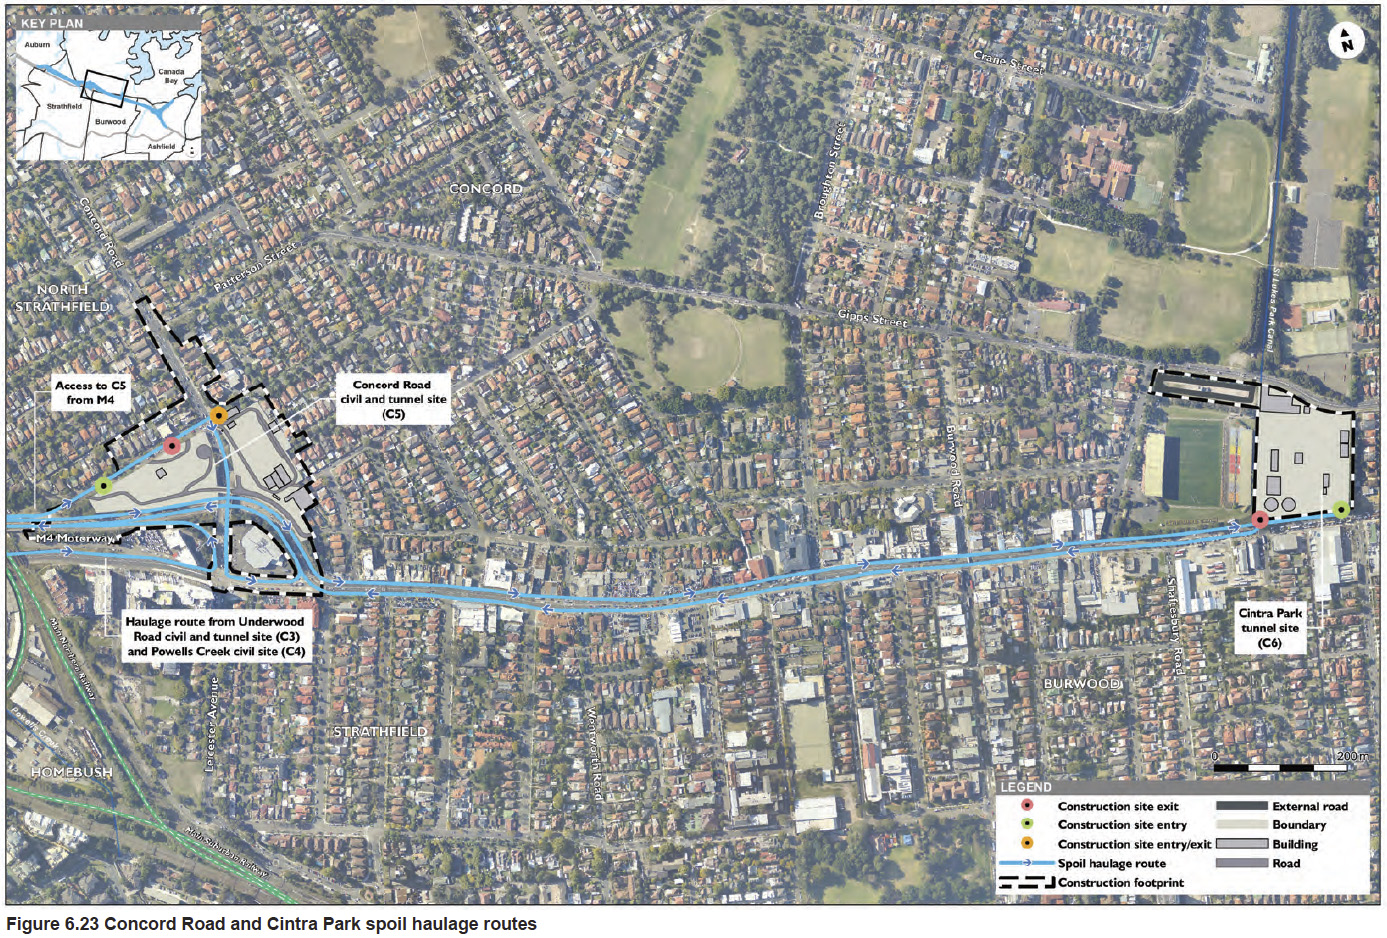 KEY PLAN
Auburn
Canada
Bay
Strathfield
Burwood
Ashfield
N
Crane Street
Broughton Street
CONCORD
Concord Road
Patterson Street
NORTH
STRATHFIELD
St Lukes Park Canal
Gipps Street
Access to C5
from M4
Concord Road
civil and tunnel site
(C5)
Burwood Road
M4 Motorway
Haulage route from Underwood
Road civil and tunnel site (C3)
and Powells Creek civil site (C4)
Cintra Park
tunnel site
(C6)
Shaftesbury Road
Main Northern Railway
Leicester Avenue
Wentworth Road
BURWOOD
STRATHFIELD
Powells Creek
HOMEBUSH
Main Suburban Railway
0 200m
LEGEND
Construction site exit
Construction site entry
Construction site entry/exit
Spoil haulage route
Construction footprint
External road
Boundary
Building
Road
Figure 6.23 Concord Road and Cintra Park spoil haulage routes